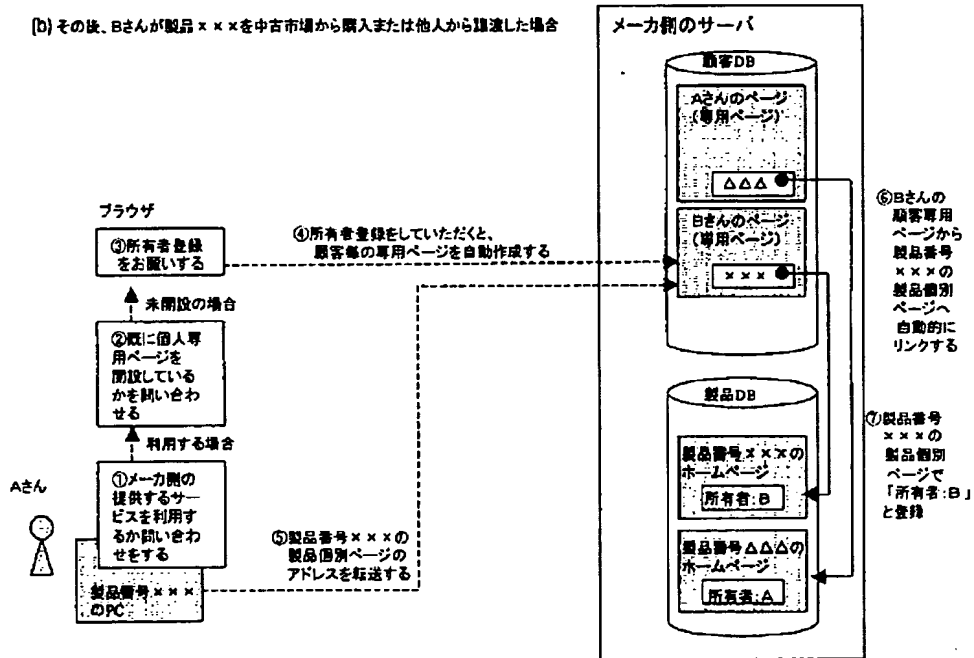 (b) その後、Bさんが製品×××を中古市場から購入または他人から譲渡した場合
メーカ側のサーバ
顧客DB
Aさんのページ
(専用ページ)
△△△
Bさんのページ
(専用ページ)
×××
⑥Bさんの
顧客専用
ページから
製品番号
×××の
製品個別
ページへ
自動的に
リンクする
ブラウザ
③所有者登録
をお願いする
④所有者登録をしていただくと、
顧客毎の専用ページを自動作成する
未開設の場合
②既に個人専
用ページを
開設している
かを問い合わ
せる
利用する場合
①メーカ側の
提供するサー
ビスを利用す
るか問い合わ
せをする
Aさん
製品番号×××
のPC
⑤製品番号×××の
製品個別ページの
アドレスを転送する
製品DB
製品番号×××の
ホームページ
所有者:B
製品番号△△△の
ホームページ
所有者:A
⑦製品番号
×××の
製品個別
ページで
「所有者:B」
と登録